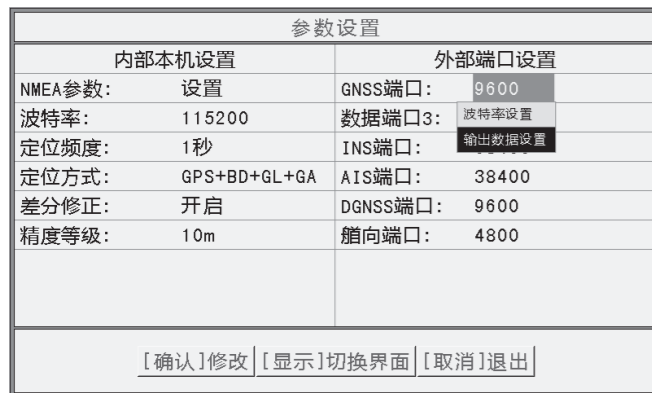 参数设置
内部本机设置 外部端口设置
NMEA参数: 设置 GNSS端口: 9600
波特率: 115200 数据端口3: 波特率设置
定位频度: 1秒 INS端口: 输出数据设置
定位方式: GPS+BD+GL+GA AIS端口: 38400
差分修正: 开启 DGNSS端口: 9600
精度等级: 10m 艏向端口: 4800
[确认]修改 [显示]切换界面 [取消]退出